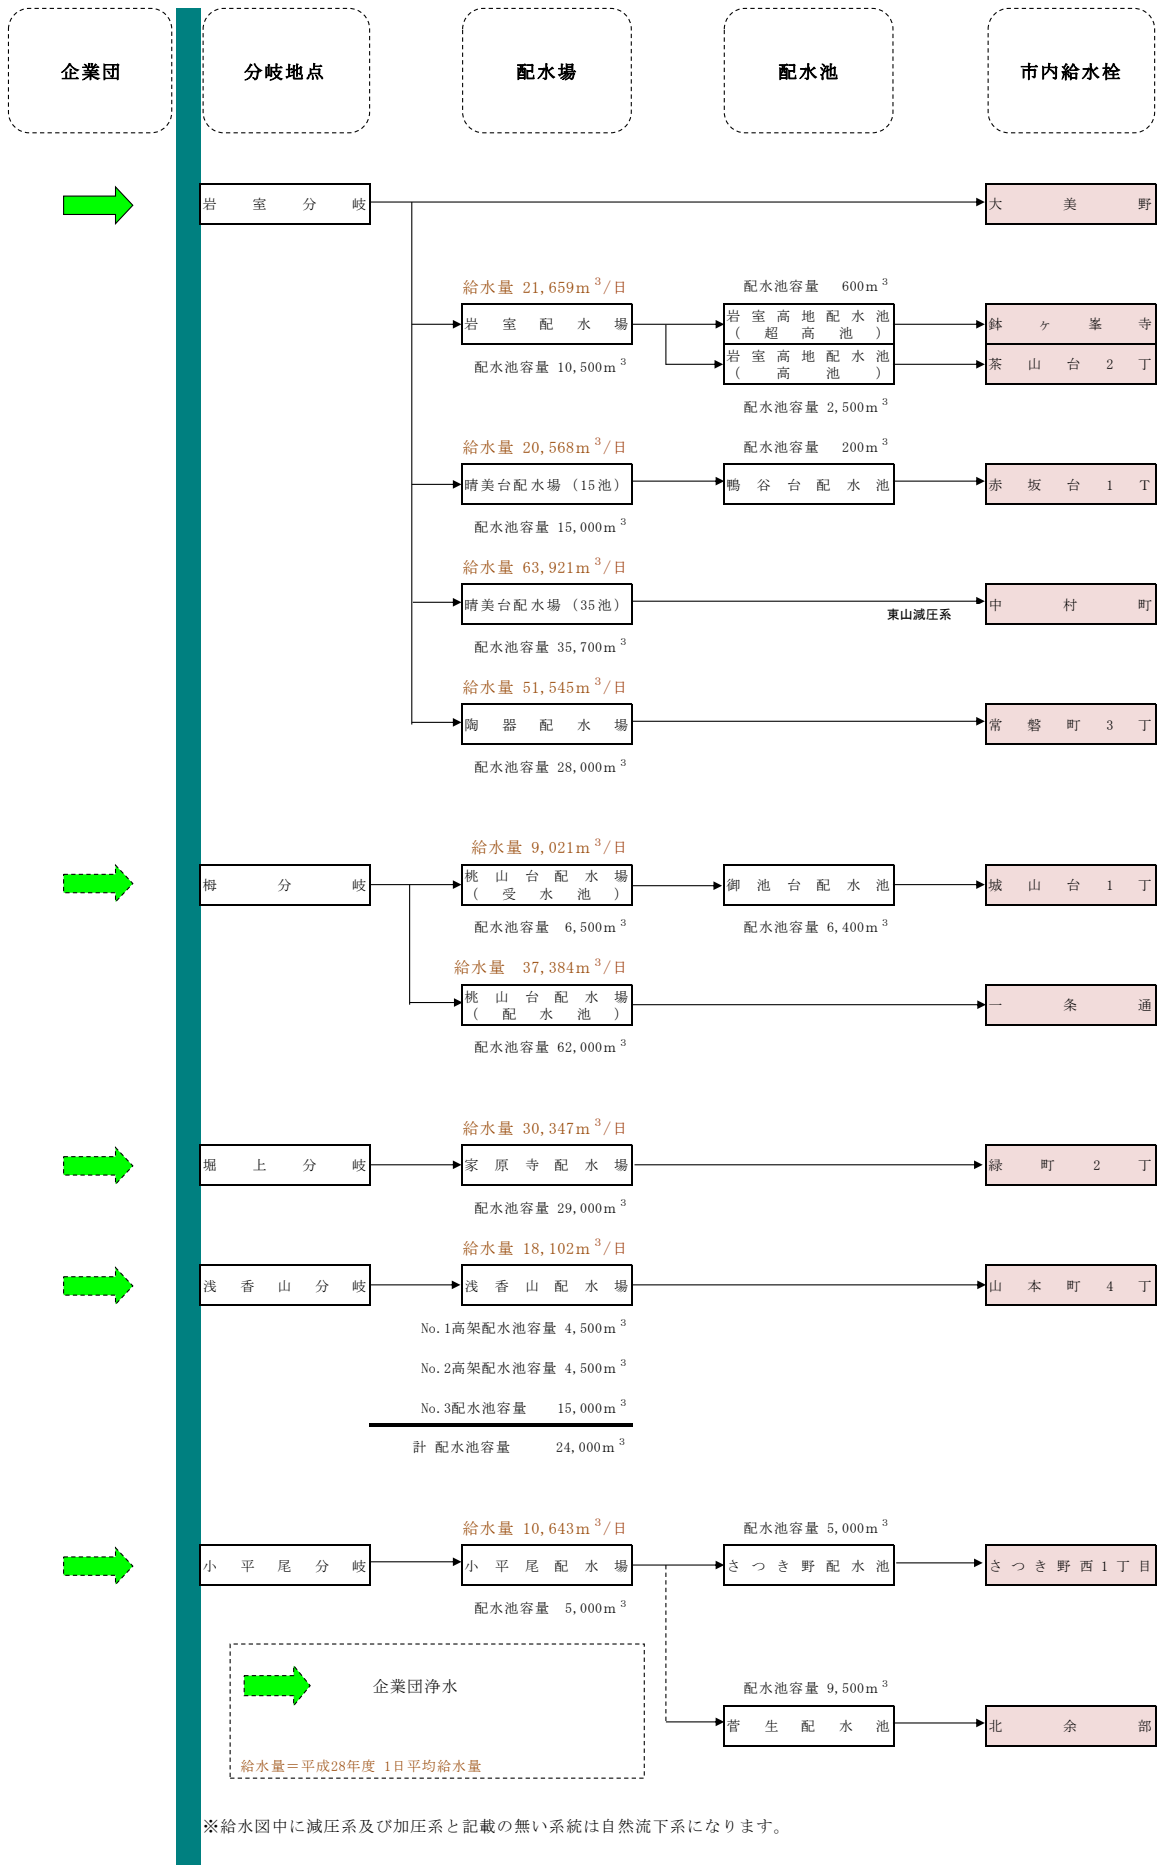 企業団
分岐地点
配水場
配水池
市内給水栓
岩室分岐
大美野
給水量 21,659m³/日
配水池容量 600m³
岩室配水場
岩室高地配水池
(超高池)
鉢ヶ峯寺
岩室高地配水池
(高池)
茶山台2丁
配水池容量 10,500m³
配水池容量 2,500m³
給水量 20,568m³/日
配水池容量 200m³
晴美台配水場(15池)
鴨谷台配水池
赤坂台1T
配水池容量 15,000m³
給水量 63,921m³/日
晴美台配水場(35池)
東山減圧系
中村町
配水池容量 35,700m³
給水量 51,545m³/日
陶器配水場
常磐町3丁
配水池容量 28,000m³
給水量 9,021m³/日
栂分岐
桃山台配水場
(受水池)
御池台配水池
城山台1丁
配水池容量 6,500m³
配水池容量 6,400m³
給水量 37,384m³/日
桃山台配水場
(配水池)
一条通
配水池容量 62,000m³
給水量 30,347m³/日
堀上分岐
家原寺配水場
緑町2丁
配水池容量 29,000m³
給水量 18,102m³/日
浅香山分岐
浅香山配水場
山本町4丁
No.1高架配水池容量 4,500m³
No.2高架配水池容量 4,500m³
No.3配水池容量 15,000m³
計 配水池容量 24,000m³
給水量 10,643m³/日
配水池容量 5,000m³
小平尾分岐
小平尾配水場
さつき野配水池
さつき野西1丁目
配水池容量 5,000m³
企業団浄水
配水池容量 9,500m³
菅生配水池
北余部
給水量=平成28年度 1日平均給水量
※給水図中に減圧系及び加圧系と記載の無い系統は自然流下系になります。